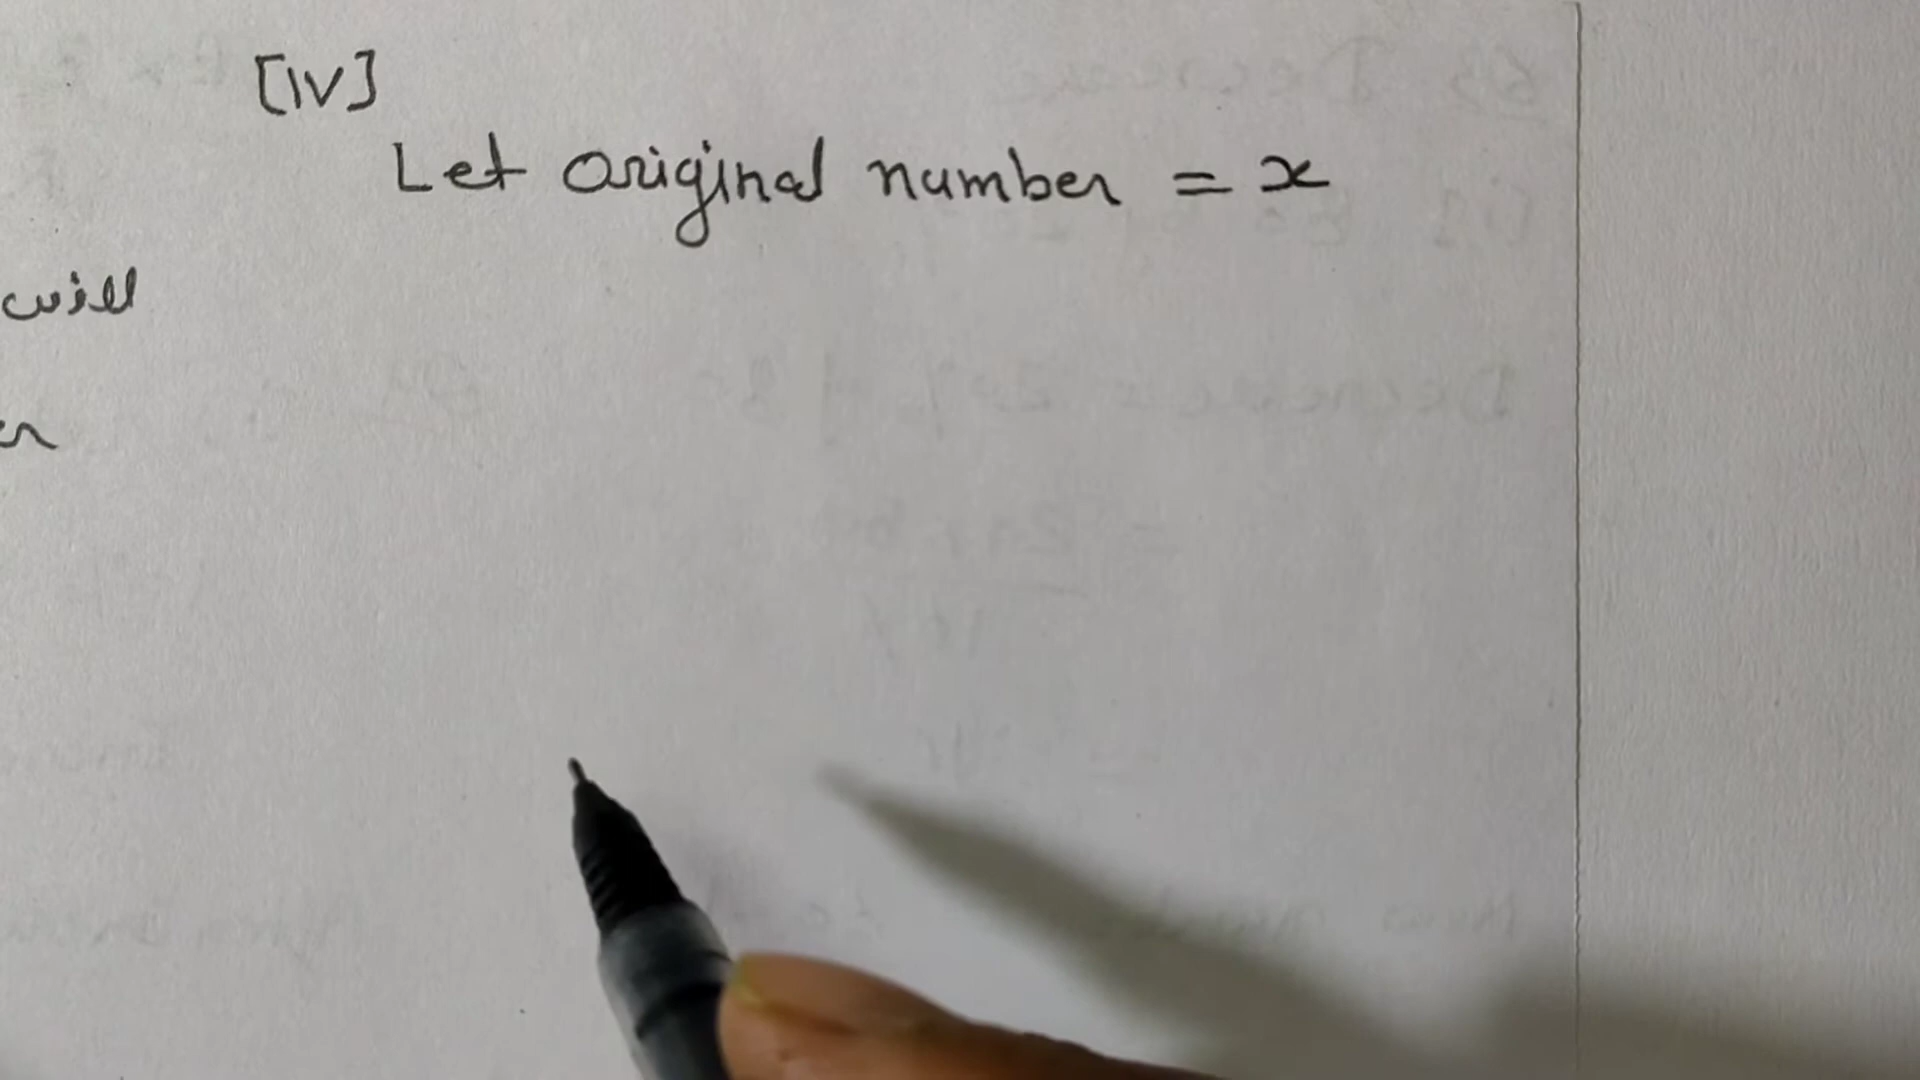 [iv]
Let original number = x
will